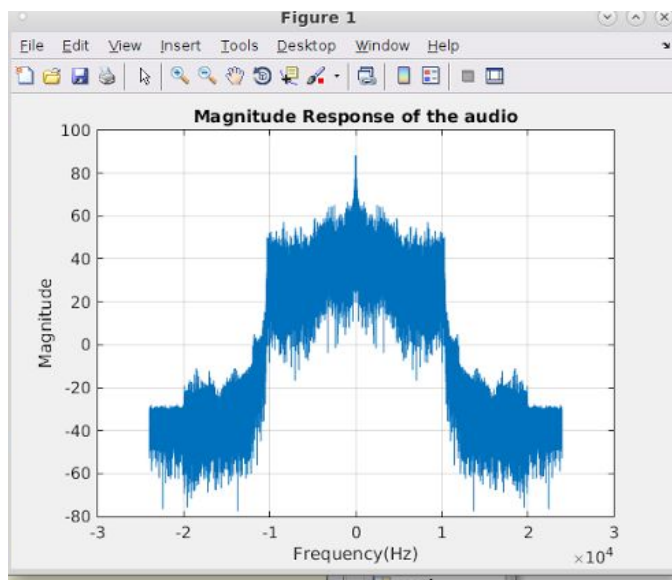 Figure 1
File Edit View Insert Tools Desktop Window Help
Magnitude Response of the audio
100
80
60
40
20
0
-20
-40
-60
-80
Magnitude
-3 -2 -1 0 1 2 3
Frequency(Hz)
×10^4